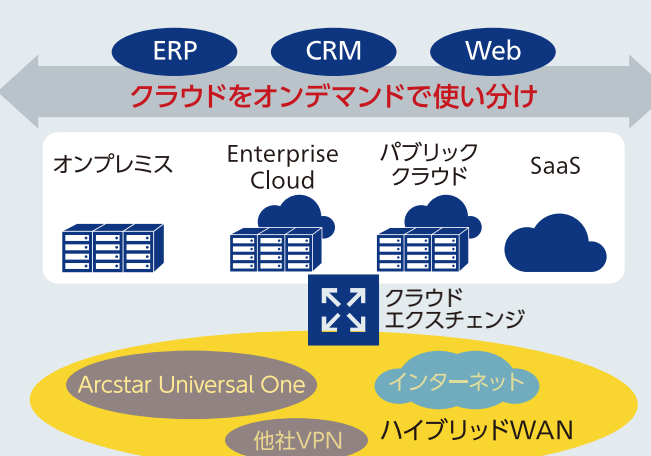 ERP
CRM
Web
クラウドをオンデマンドで使い分け
オンプレミス
Enterprise
Cloud
パブリック
クラウド
SaaS
クラウド
エクスチェンジ
Arcstar Universal One
インターネット
他社VPN
ハイブリッドWAN